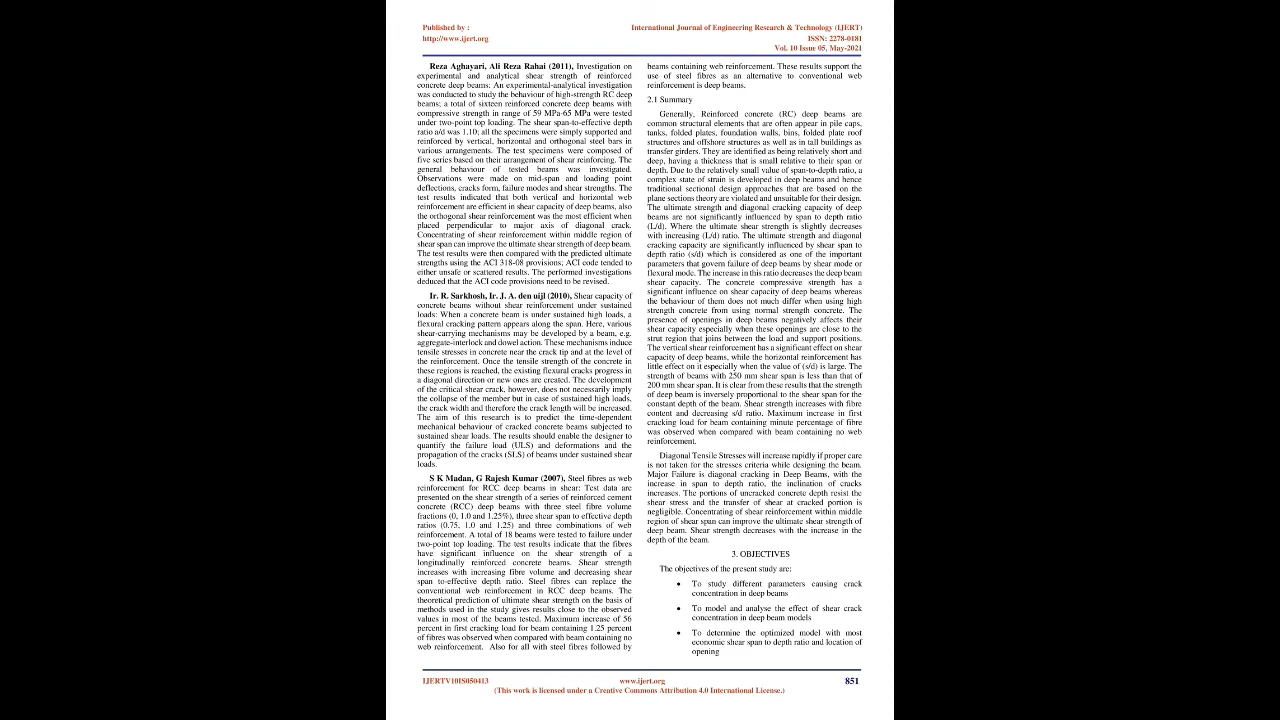 Published by :
http://www.ijert.org
International Journal of Engineering Research & Technology (IJERT)
ISSN: 2278-0181
Vol. 10 Issue 05, May-2021
Reza Aghayari, Ali Reza Rahai (2011), Investigation on
experimental and analytical shear strength of reinforced
concrete deep beams: An experimental-analytical investigation
was conducted to study the behaviour of high-strength RC deep
beams; a total of sixteen reinforced concrete deep beams with
compressive strength in range of 59 MPa-65 MPa were tested
under two-point top loading. The shear span-to-effective depth
ratio a/d was 1.10; all the specimens were simply supported and
reinforced by vertical, horizontal and orthogonal steel bars in
various arrangements. The test specimens were composed of
five series based on their arrangement of shear reinforcing. The
general behaviour of tested beams was investigated.
Observations were made on mid-span and loading point
deflections, cracks form, failure modes and shear strengths. The
test results indicated that both vertical and horizontal web
reinforcement are efficient in shear capacity of deep beams, also
the orthogonal shear reinforcement was the most efficient when
placed perpendicular to major axis of diagonal crack.
Concentrating of shear reinforcement within middle region of
shear span can improve the ultimate shear strength of deep beam.
The test results were then compared with the predicted ultimate
strengths using the ACI 318-08 provisions; ACI code tended to
either unsafe or scattered results. The performed investigations
deduced that the ACI code provisions need to be revised.
Ir. R. Sarkhosh, Ir. J. A. den uijl (2010), Shear capacity of
concrete beams without shear reinforcement under sustained
loads: When a concrete beam is under sustained high loads, a
flexural cracking pattern appears along the span. Here, various
shear-carrying mechanisms may be developed by a beam, e.g.
aggregate-interlock and dowel action. These mechanisms induce
tensile stresses in concrete near the crack tip and at the level of
the reinforcement. Once the tensile strength of the concrete in
these regions is reached, the existing flexural cracks progress in
a diagonal direction or new ones are created. The development
of the critical shear crack, however, does not necessarily imply
the collapse of the member but in case of sustained high loads,
the crack width and therefore the crack length will be increased.
The aim of this research is to predict the time-dependent
mechanical behaviour of cracked concrete beams subjected to
sustained shear loads. The results should enable the designer to
quantify the failure load (ULS) and deformations and the
propagation of the cracks (SLS) of beams under sustained shear
loads.
S K Madan, G Rajesh Kumar (2007), Steel fibres as web
reinforcement for RCC deep beams in shear: Test data are
presented on the shear strength of a series of reinforced cement
concrete (RCC) deep beams with three steel fibre volume
fractions (0, 1.0 and 1.25%), three shear span to effective depth
ratios (0.75, 1.0 and 1.25) and three combinations of web
reinforcement. A total of 18 beams were tested to failure under
two-point top loading. The test results indicate that the fibres
have significant influence on the shear strength of a
longitudinally reinforced concrete beams. Shear strength
increases with increasing fibre volume and decreasing shear
span to-effective depth ratio. Steel fibres can replace the
conventional web reinforcement in RCC deep beams. The
theoretical prediction of ultimate shear strength on the basis of
methods used in the study gives results close to the observed
values in most of the beams tested. Maximum increase of 56
percent in first cracking load for beam containing 1.25 percent
of fibres was observed when compared with beam containing no
web reinforcement. Also for all with steel fibres followed by
beams containing web reinforcement. These results support the
use of steel fibres as an alternative to conventional web
reinforcement is deep beams.
2.1 Summary
Generally, Reinforced concrete (RC) deep beams are
common structural elements that are often appear in pile caps,
tanks, folded plates, foundation walls, bins, folded plate roof
structures and offshore structures as well as in tall buildings as
transfer girders. They are identified as being relatively short and
deep, having a thickness that is small relative to their span or
depth. Due to the relatively small value of span-to-depth ratio, a
complex state of strain is developed in deep beams and hence
traditional sectional design approaches that are based on the
plane sections theory are violated and unsuitable for their design.
The ultimate strength and diagonal cracking capacity of deep
beams are not significantly influenced by span to depth ratio
(L/d). Where the ultimate shear strength is slightly decreases
with increasing (L/d) ratio. The ultimate strength and diagonal
cracking capacity are significantly influenced by shear span to
depth ratio (s/d) which is considered as one of the important
parameters that govern failure of deep beams by shear mode or
flexural mode. The increase in this ratio decreases the deep beam
shear capacity. The concrete compressive strength has a
significant influence on shear capacity of deep beams whereas
the behaviour of them does not much differ when using high
strength concrete from using normal strength concrete. The
presence of openings in deep beams negatively affects their
shear capacity especially when these openings are close to the
strut region that joins between the load and support positions.
The vertical shear reinforcement has a significant effect on shear
capacity of deep beams, while the horizontal reinforcement has
little effect on it especially when the value of (s/d) is large. The
strength of beams with 250 mm shear span is less than that of
200 mm shear span. It is clear from these results that the strength
of deep beam is inversely proportional to the shear span for the
constant depth of the beam. Shear strength increases with fibre
content and decreasing s/d ratio. Maximum increase in first
cracking load for beam containing minute percentage of fibre
was observed when compared with beam containing no web
reinforcement.
Diagonal Tensile Stresses will increase rapidly if proper care
is not taken for the stresses criteria while designing the beam.
Major Failure is diagonal cracking in Deep Beams, with the
increase in span to depth ratio, the inclination of cracks
increases. The portions of uncracked concrete depth resist the
shear stress and the transfer of shear at cracked portion is
negligible. Concentrating of shear reinforcement within middle
region of shear span can improve the ultimate shear strength of
deep beam. Shear strength decreases with the increase in the
depth of the beam.
3. OBJECTIVES
The objectives of the present study are:
• To study different parameters causing crack
concentration in deep beams
• To model and analyse the effect of shear crack
concentration in deep beam models
• To determine the optimized model with most
economic shear span to depth ratio and location of
opening
IJERTV10IS050413
www.ijert.org
851
(This work is licensed under a Creative Commons Attribution 4.0 International License.)